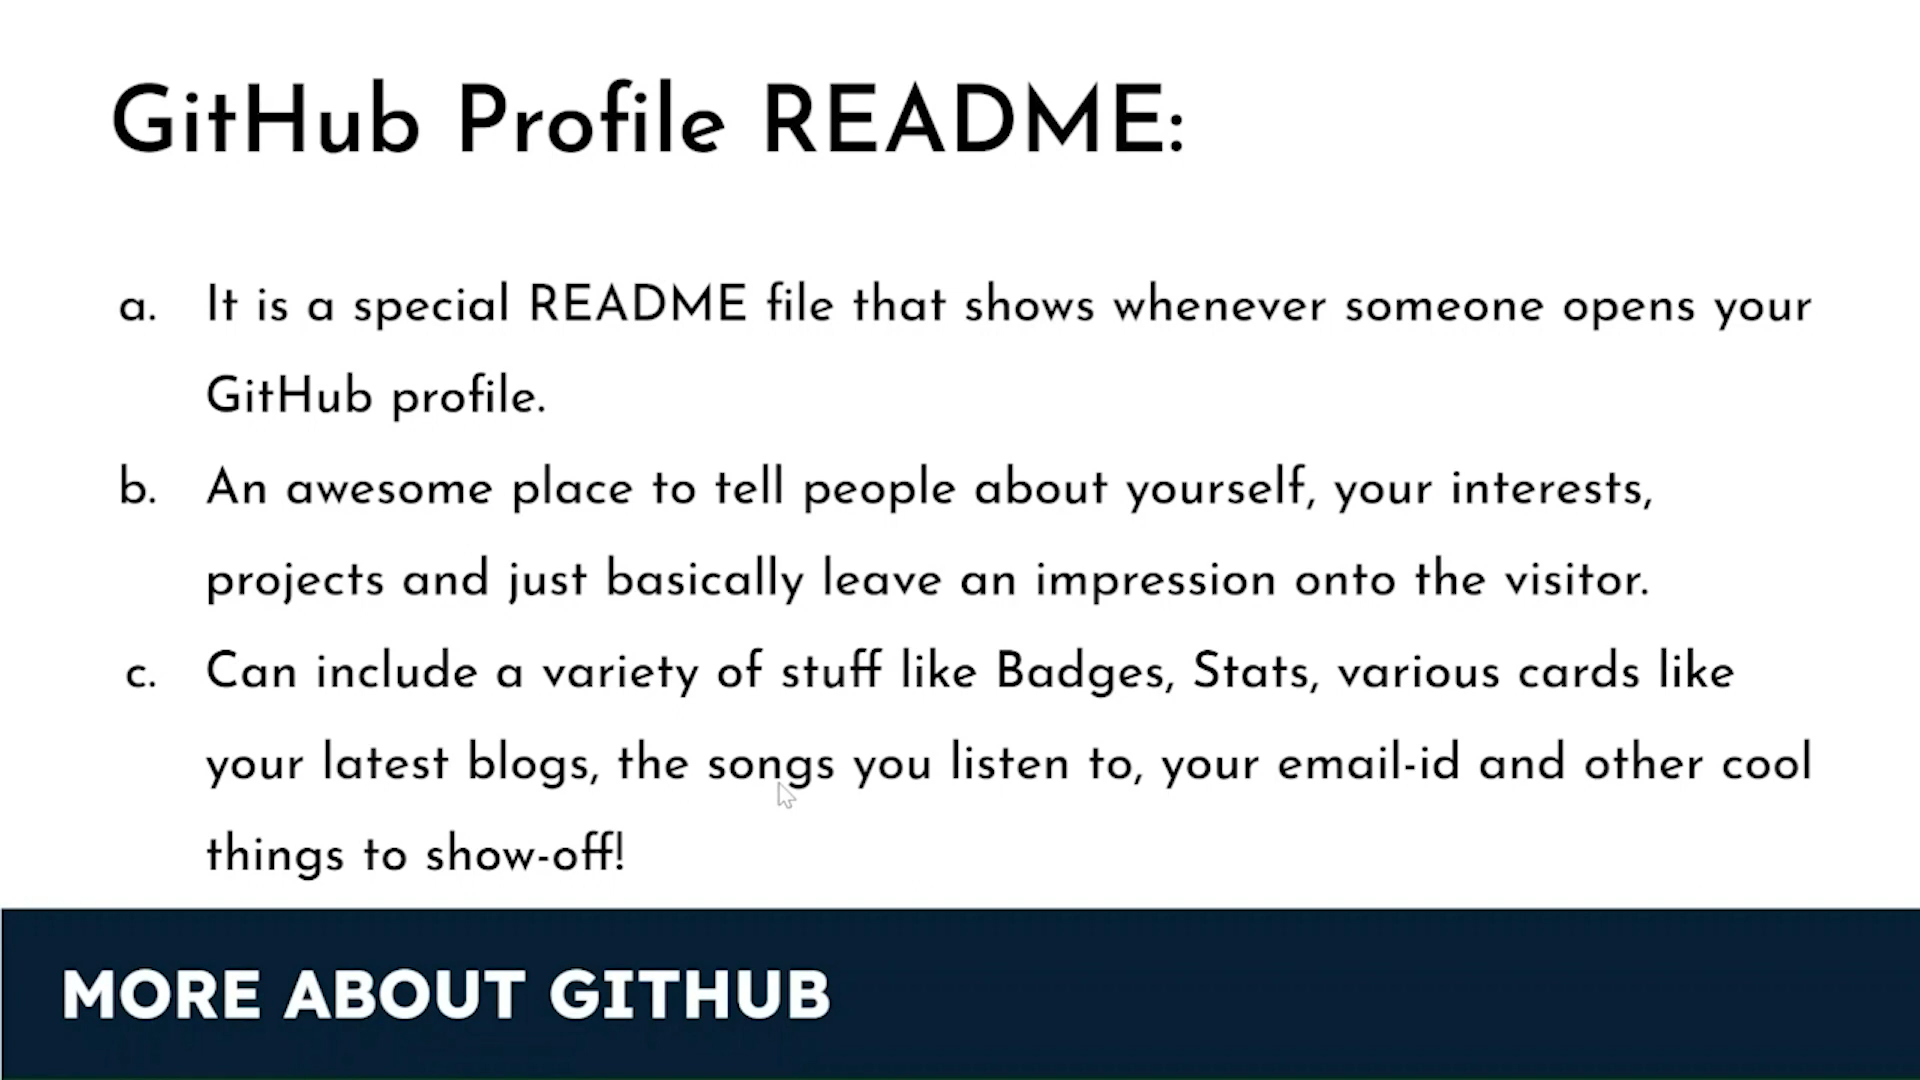 GitHub Profile README:
a. It is a special README file that shows whenever someone opens your
GitHub profile.
b. An awesome place to tell people about yourself, your interests,
projects and just basically leave an impression onto the visitor.
c. Can include a variety of stuff like Badges, Stats, various cards like
your latest blogs, the songs you listen to, your email-id and other cool
things to show-off!
MORE ABOUT GITHUB